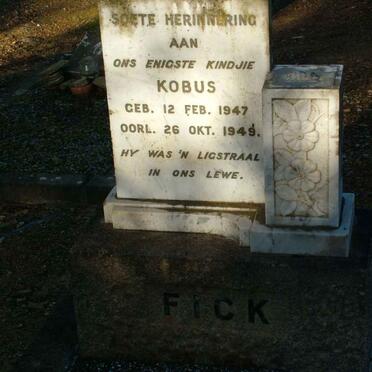 SOETE HERINNERING
AAN
ONS ENIGSTE KINDJIE
KOBUS
GEB. 12 FEB. 1947
OORL. 26 OKT. 1949.
HY WAS 'N LIGSTRAAL
IN ONS LEWE.
FICK